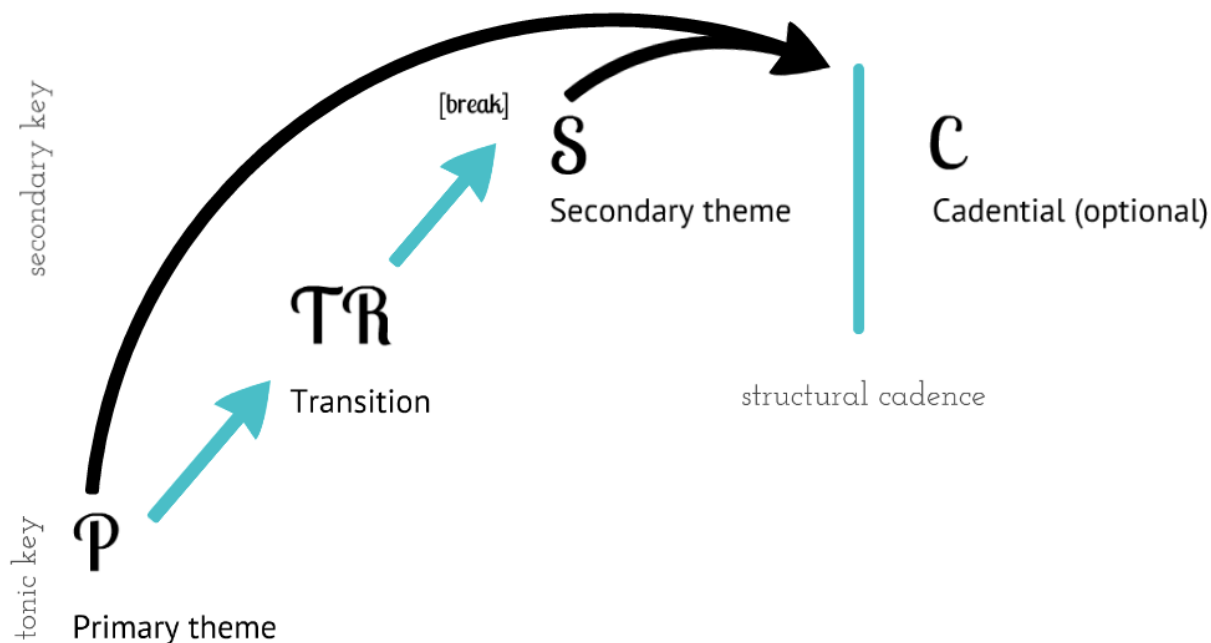 secondary key
[break]
S
Secondary theme
C
Cadential (optional)
TR
Transition
structural cadence
tonic key
P
Primary theme